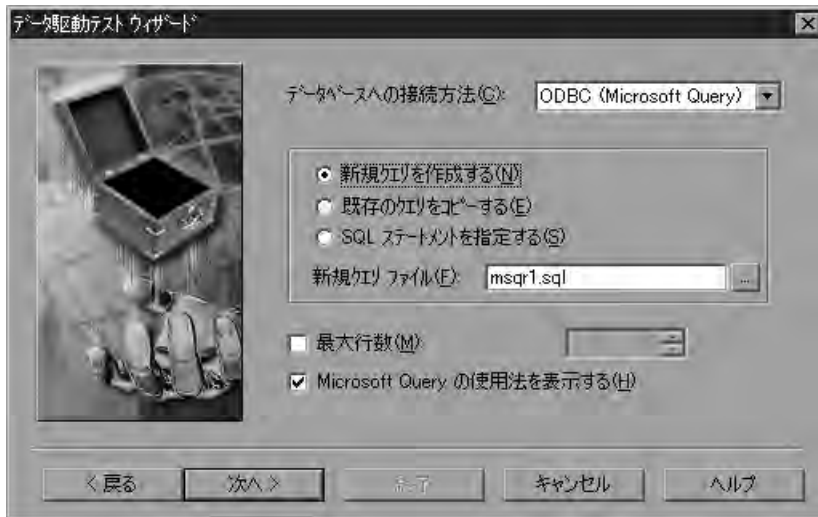 データ駆動テスト ウィザード
データベースへの接続方法(C): ODBC (Microsoft Query)
新規クエリを作成する(N)
既存のクエリをコピーする(E)
SQL ステートメントを指定する(S)
新規クエリ ファイル(F): msqr1.sql ...
最大行数(M):
Microsoft Query の使用法を表示する(H)
< 戻る 次へ > 完了 キャンセル ヘルプ